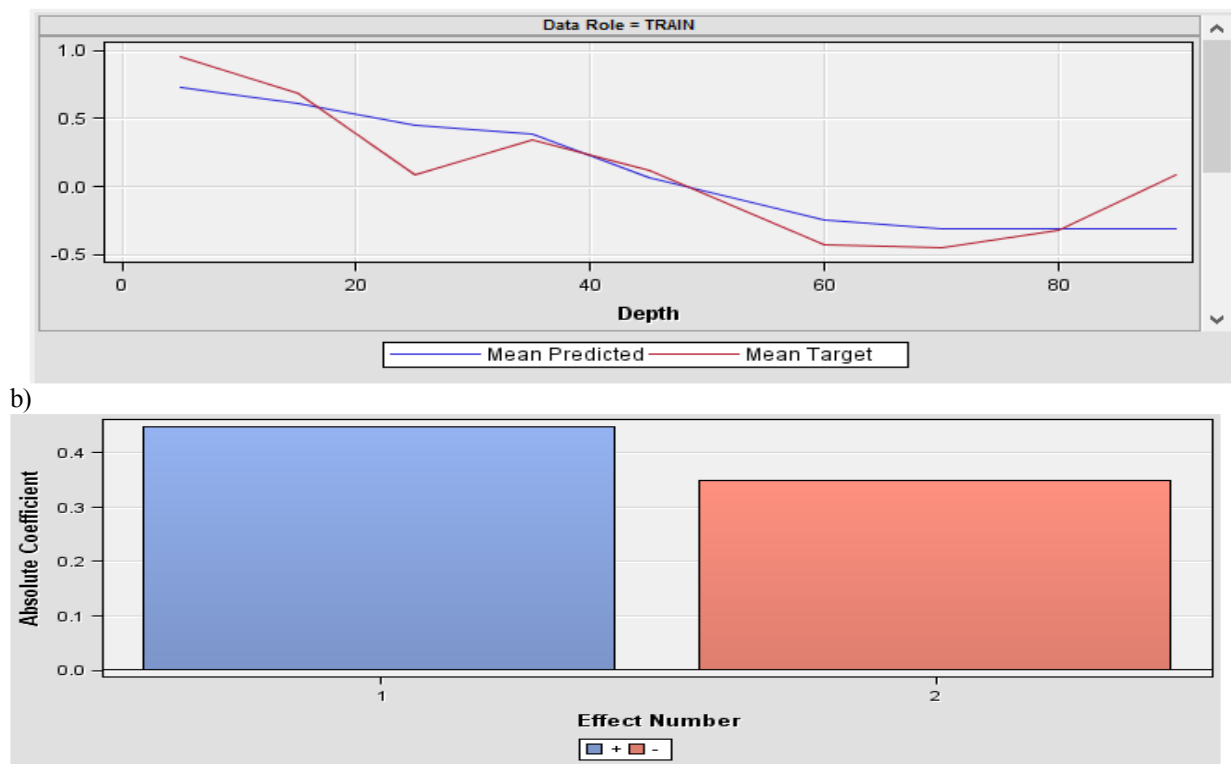 Data Role = TRAIN
1.0
0.5
0.0
-0.5
0 20 40 60 80
Depth
Mean Predicted Mean Target
b)
Absolute Coefficient
0.4
0.3
0.2
0.1
0.0
1 2
Effect Number
+ -